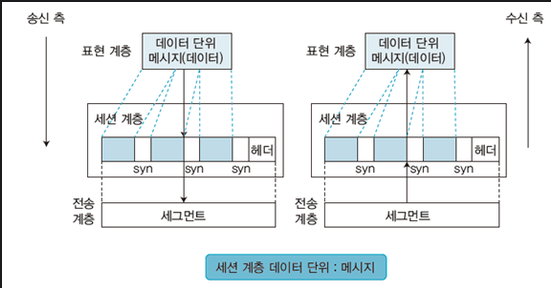 송신 측
수신 측
표현 계층
데이터 단위
메시지(데이터)
표현 계층
데이터 단위
메시지(데이터)
세션 계층
헤더
syn
syn
syn
세션 계층
헤더
syn
syn
syn
전송
계층
세그먼트
전송
계층
세그먼트
세션 계층 데이터 단위 : 메시지